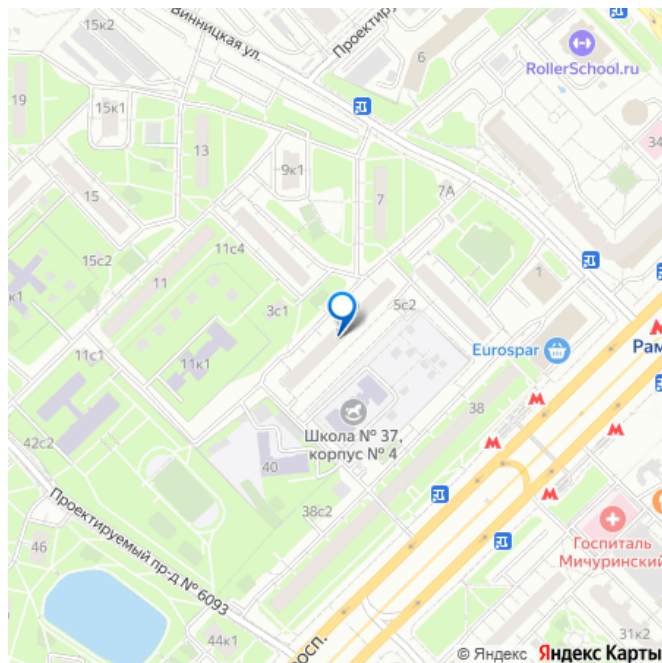 15к2
Винницкая ул.
Проектиру
6
RollerSchool.ru
19
15к1
13
9к1
34
15
7
7А
15с2
11с4
11
3с1
5с2
1
к1
11с1
11к1
Eurospar
Рам
38
Школа № 37,
корпус № 4
42с2
40
38с2
Проектируемый пр-д № 6093
46
Госпиталь
Мичуринский
44к1
росп.
31к2
© Яндекс Яндекс Карты